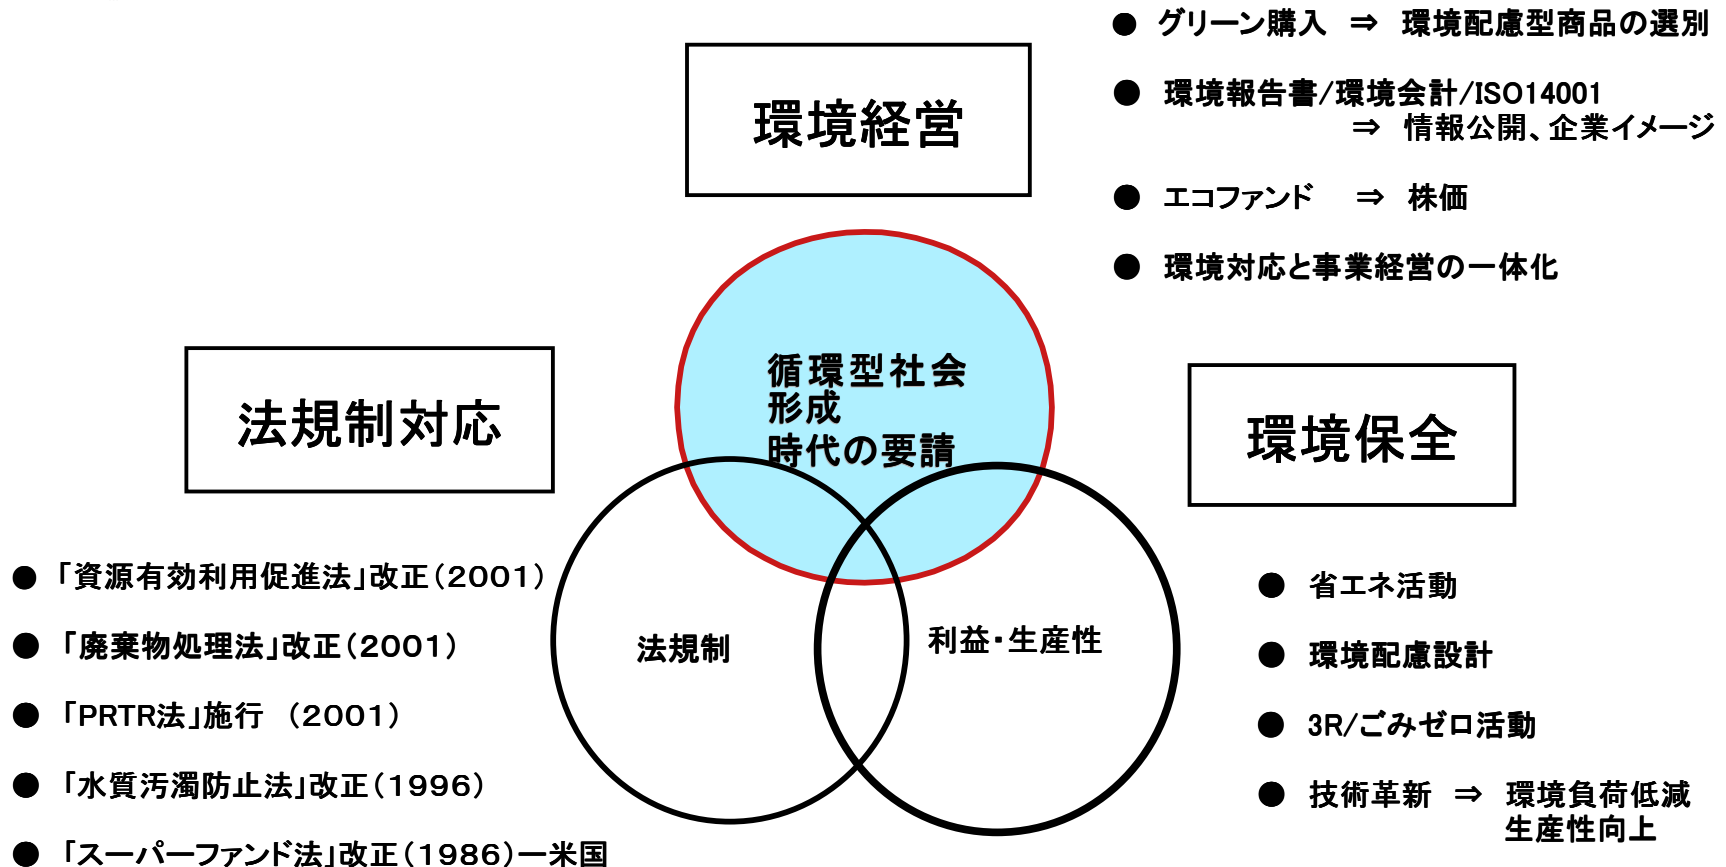 ● グリーン購入 ⇒ 環境配慮型商品の選別
● 環境報告書/環境会計/ISO14001
⇒ 情報公開、企業イメージ
● エコファンド ⇒ 株価
● 環境対応と事業経営の一体化
環境経営
循環型社会
形成
時代の要請
法規制対応
● 「資源有効利用促進法」改正(2001)
● 「廃棄物処理法」改正(2001)
● 「PRTR法」施行 (2001)
● 「水質汚濁防止法」改正(1996)
● 「スーパーファンド法」改正(1986)ー米国
法規制
利益・生産性
環境保全
● 省エネ活動
● 環境配慮設計
● 3R/ごみゼロ活動
● 技術革新 ⇒ 環境負荷低減
生産性向上